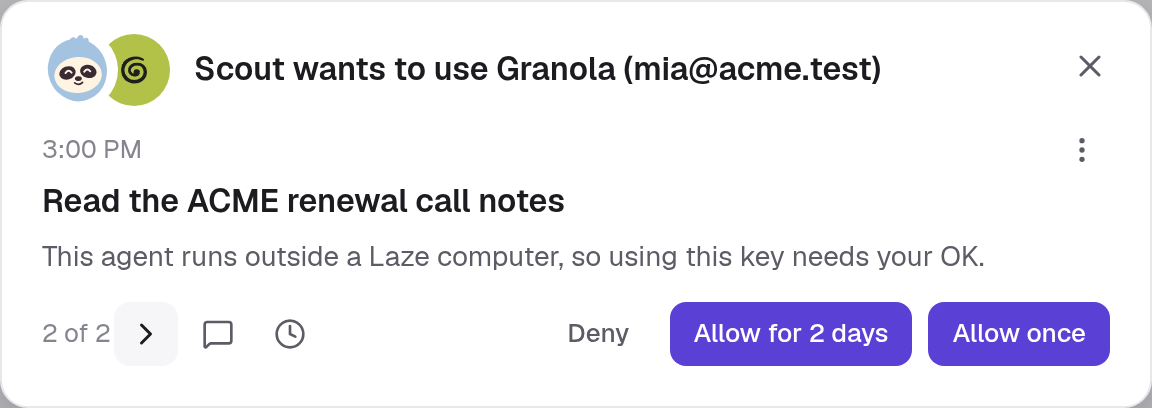 Scout wants to use Granola (mia@acme.test)
3:00 PM
Read the ACME renewal call notes
This agent runs outside a Laze computer, so using this key needs your OK.
2 of 2
Deny
Allow for 2 days
Allow once